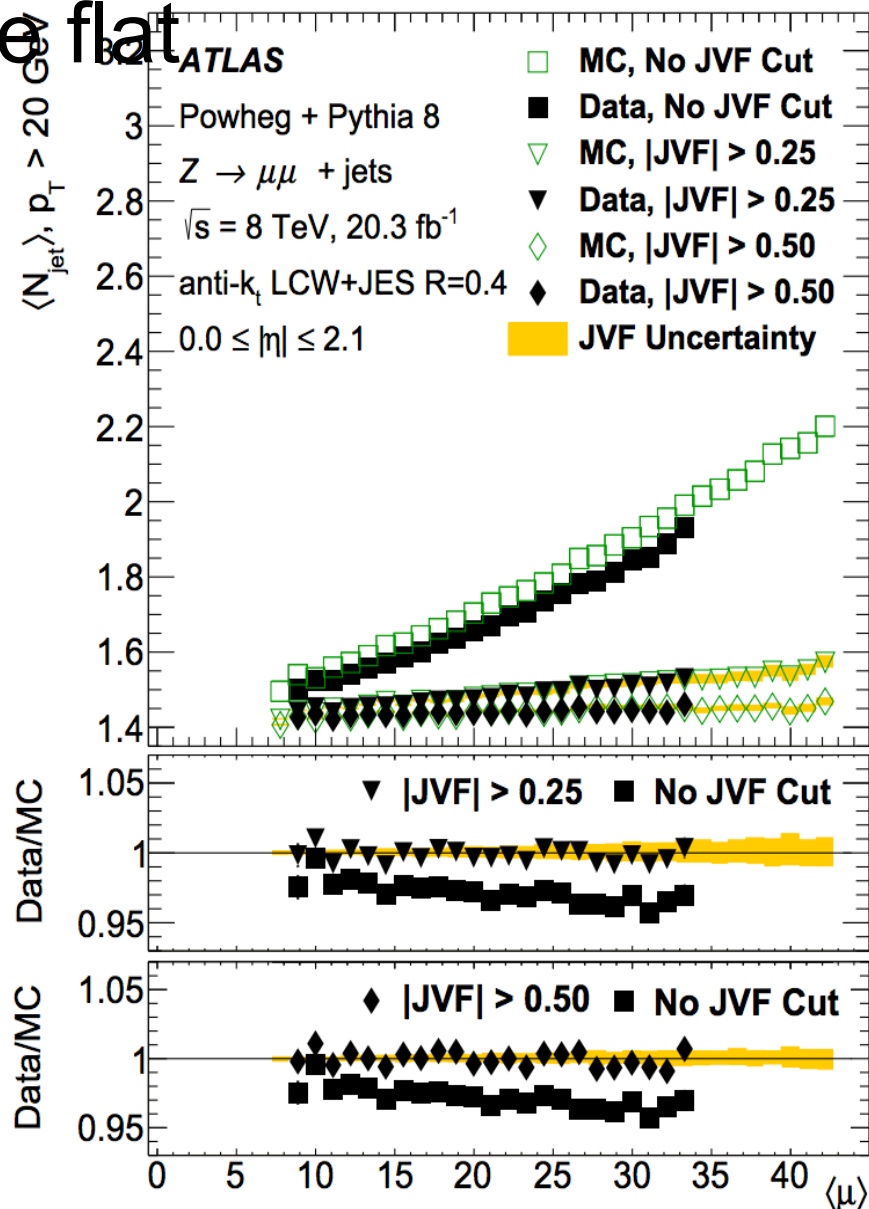 e flat
3.2
ATLAS
Powheg + Pythia 8
Z → μμ + jets
√s = 8 TeV, 20.3 fb⁻¹
anti-kₜ LCW+JES R=0.4
0.0 ≤ |η| ≤ 2.1
MC, No JVF Cut
Data, No JVF Cut
MC, |JVF| > 0.25
Data, |JVF| > 0.25
MC, |JVF| > 0.50
Data, |JVF| > 0.50
JVF Uncertainty
⟨N_jet⟩, p_T > 20 GeV
3
2.8
2.6
2.4
2.2
2
1.8
1.6
1.4
Data/MC
1.05
1
0.95
|JVF| > 0.25
No JVF Cut
Data/MC
1.05
1
0.95
|JVF| > 0.50
No JVF Cut
0 5 10 15 20 25 30 35 40
⟨μ⟩